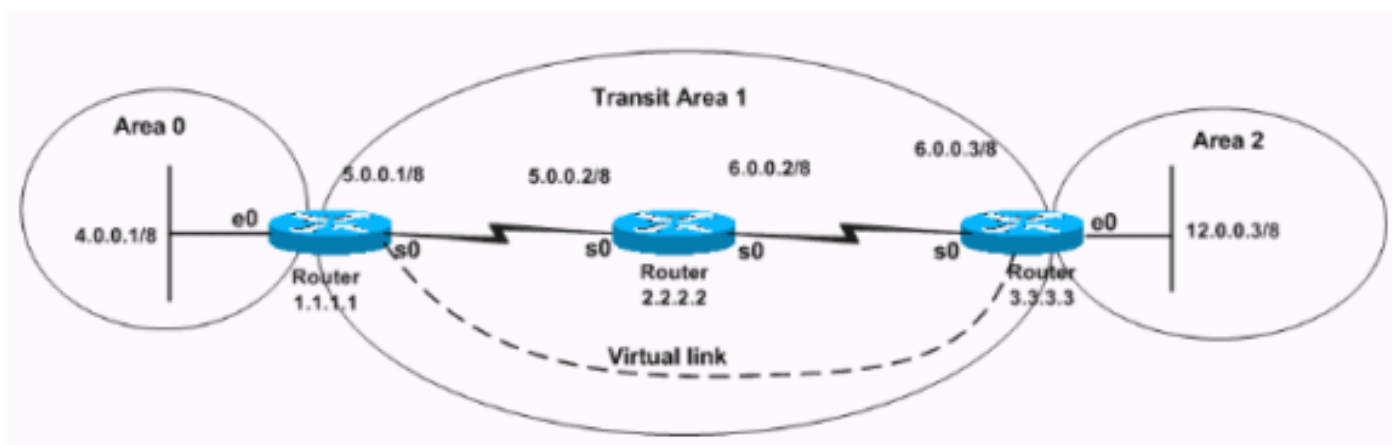 Transit Area 1
Area 0
Area 2
5.0.0.1/8
5.0.0.2/8
6.0.0.2/8
6.0.0.3/8
4.0.0.1/8
e0
s0
s0
s0
s0
e0
12.0.0.3/8
Router
1.1.1.1
Router
2.2.2.2
Router
3.3.3.3
Virtual link